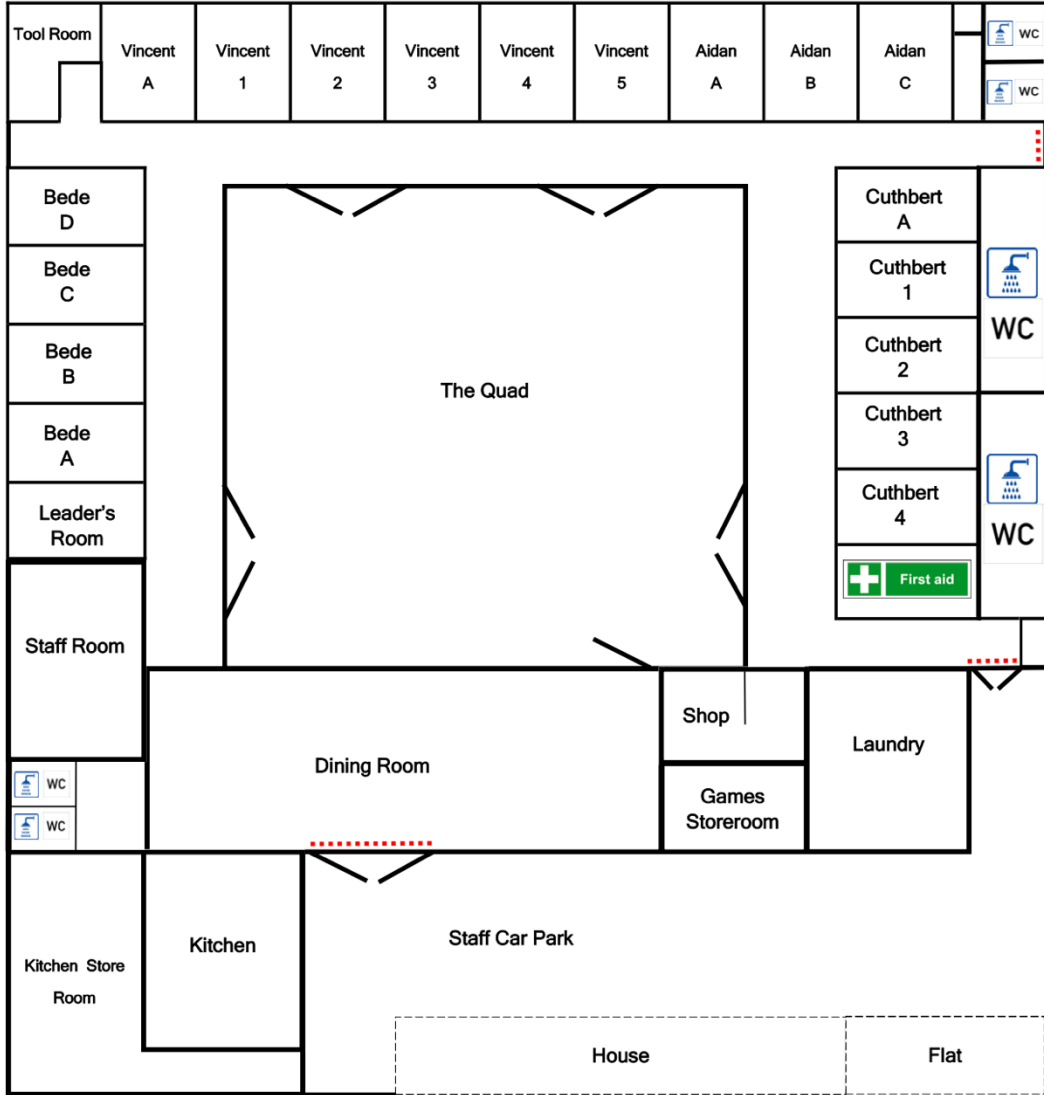 Tool Room
Vincent
A
Vincent
1
Vincent
2
Vincent
3
Vincent
4
Vincent
5
Aidan
A
Aidan
B
Aidan
C
WC
WC
Bede
D
Bede
C
Bede
B
Bede
A
Leader's
Room
The Quad
Cuthbert
A
Cuthbert
1
Cuthbert
2
Cuthbert
3
Cuthbert
4
First aid
WC
WC
Staff Room
WC
WC
Dining Room
Shop
Games
Storeroom
Laundry
Kitchen Store
Room
Kitchen
Staff Car Park
House
Flat